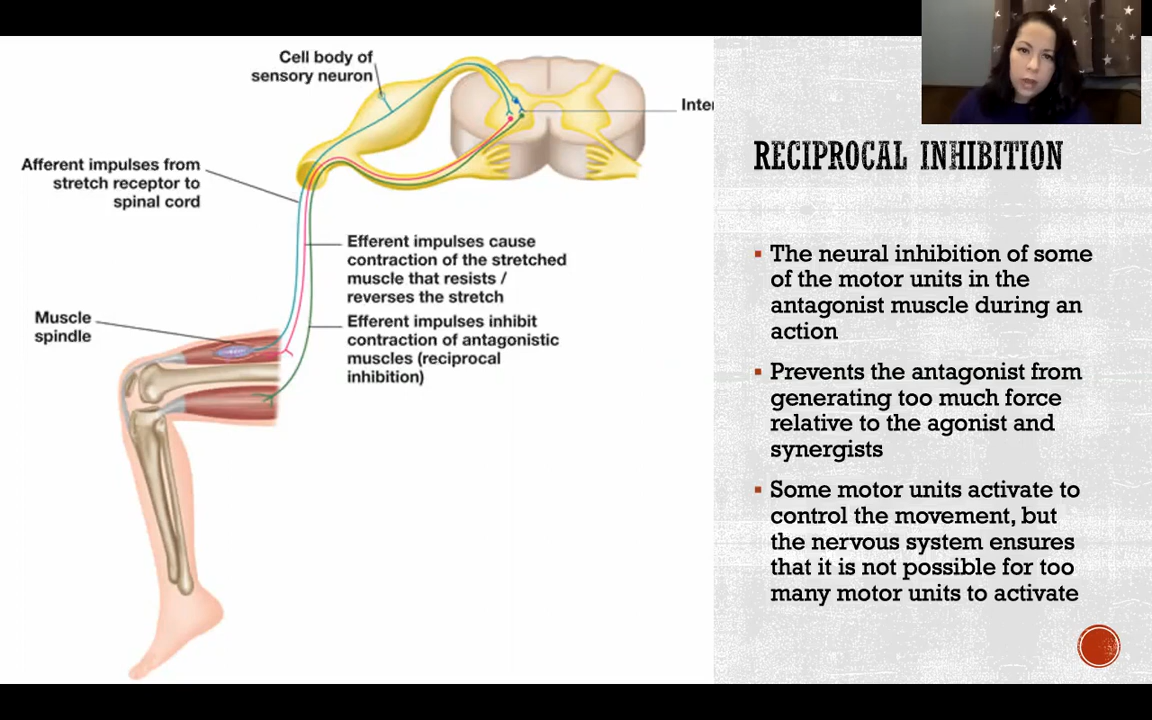 Cell body of
sensory neuron
Afferent impulses from
stretch receptor to
spinal cord
Efferent impulses cause
contraction of the stretched
muscle that resists /
reverses the stretch
Muscle
spindle
Efferent impulses inhibit
contraction of antagonistic
muscles (reciprocal
inhibition)
Inter
RECIPROCAL INHIBITION
▪ The neural inhibition of some
of the motor units in the
antagonist muscle during an
action
▪ Prevents the antagonist from
generating too much force
relative to the agonist and
synergists
▪ Some motor units activate to
control the movement, but
the nervous system ensures
that it is not possible for too
many motor units to activate